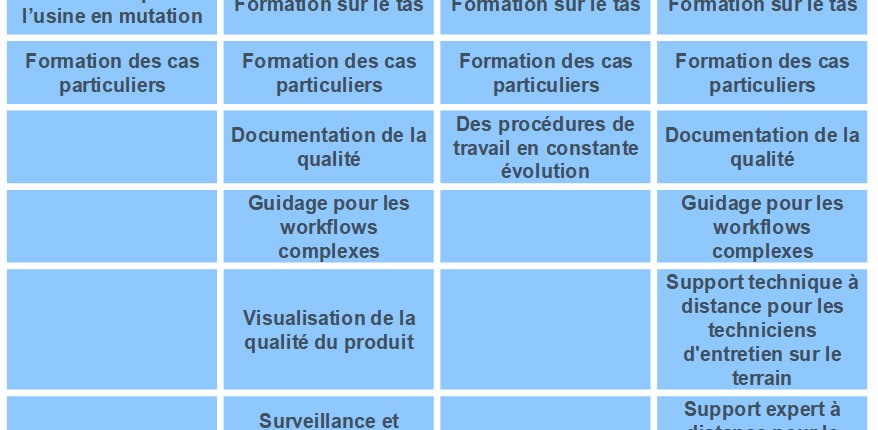 l'usine en mutation
Formation sur le tas
Formation sur le tas
Formation sur le tas
Formation des cas
particuliers
Formation des cas
particuliers
Formation des cas
particuliers
Formation des cas
particuliers
Documentation de la
qualité
Des procédures de
travail en constante
évolution
Documentation de la
qualité
Guidage pour les
workflows
complexes
Guidage pour les
workflows
complexes
Visualisation de la
qualité du produit
Support technique à
distance pour les
techniciens
d'entretien sur le
terrain
Surveillance et
Support expert à